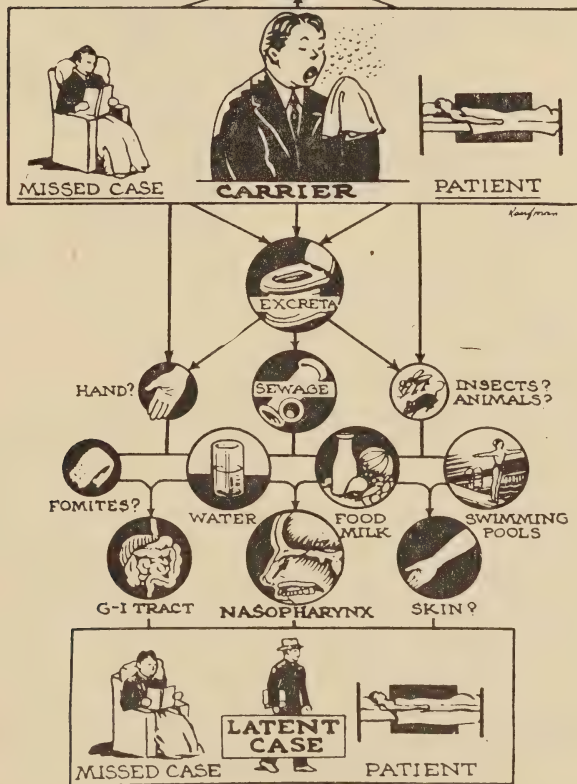 MISSED CASE
CARRIER
PATIENT
Kaufman
EXCRETA
HAND?
SEWAGE
INSECTS?
ANIMALS?
FOMITES?
WATER
FOOD
MILK
SWIMMING
POOLS
G-I TRACT
NASOPHARYNX
SKIN?
MISSED CASE
LATENT
CASE
PATIENT